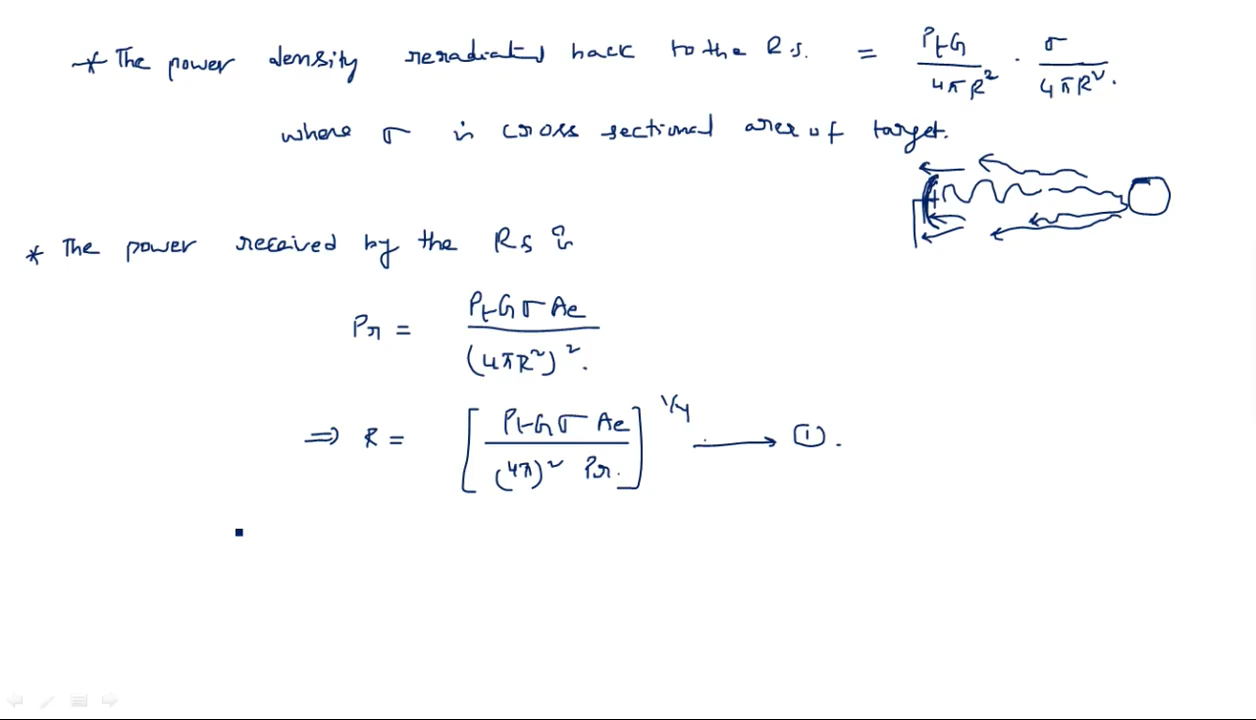 * The power density reradiated back to the R.S. = PtG / 4πR² · σ / 4πR².
where σ is cross sectional area of target.
* The power received by the RS is
Pr = PtGσAe / (4πR²)².
⇒ R = [PtGσAe / (4π)² Pr.]^1/4 ⟶ ①.